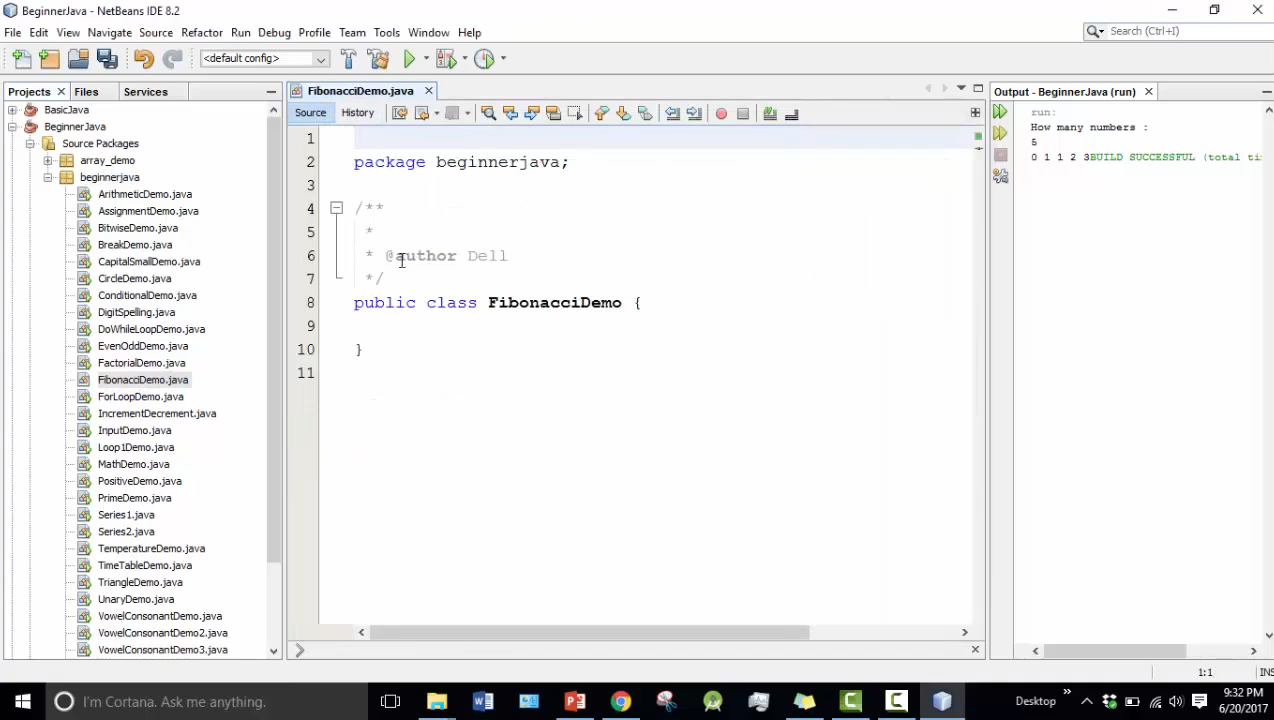 BeginnerJava - NetBeans IDE 8.2
File Edit View Navigate Source Refactor Run Debug Profile Team Tools Window Help
Search (Ctrl+I)
<default config>
Projects Files Services
FibonacciDemo.java
Output - BeginnerJava (run)
Source History
BasicJava
BeginnerJava
Source Packages
array_demo
beginnerjava
ArithmeticDemo.java
AssignmentDemo.java
BitwiseDemo.java
BreakDemo.java
CapitalSmallDemo.java
CircleDemo.java
ConditionalDemo.java
DigitSpelling.java
DoWhileLoopDemo.java
EvenOddDemo.java
FactorialDemo.java
FibonacciDemo.java
ForLoopDemo.java
IncrementDecrement.java
InputDemo.java
Loop1Demo.java
MathDemo.java
PositiveDemo.java
PrimeDemo.java
Series1.java
Series2.java
TemperatureDemo.java
TimeTableDemo.java
TriangleDemo.java
UnaryDemo.java
VowelConsonantDemo.java
VowelConsonantDemo2.java
VowelConsonantDemo3.java
1
2 package beginnerjava;
3
4 /**
5 *
6 * @author Dell
7 */
8 public class FibonacciDemo {
9
10 }
11
run:
How many numbers :
5
0 1 1 2 3BUILD SUCCESSFUL (total ti
1:1 INS
I'm Cortana. Ask me anything.
Desktop
9:32 PM
6/20/2017